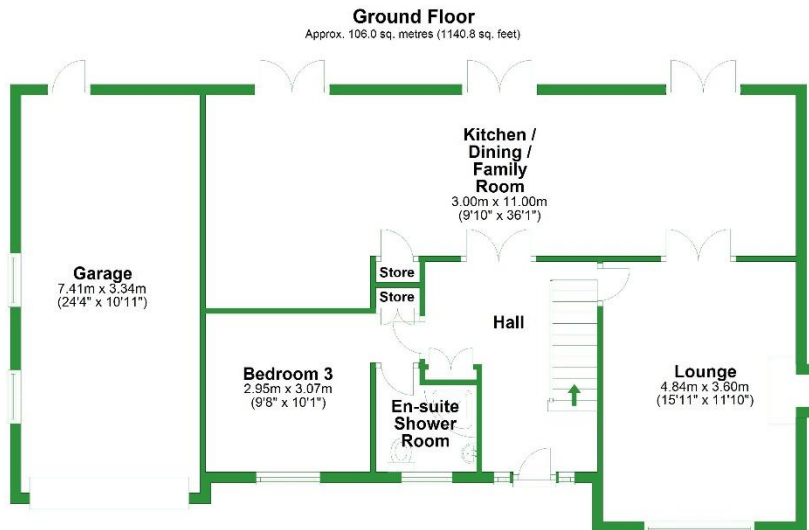 Ground Floor
Approx. 106.0 sq. metres (1140.8 sq. feet)
Kitchen /
Dining /
Family
Room
3.00m x 11.00m
(9'10" x 36'1")
Store
Store
Garage
7.41m x 3.34m
(24'4" x 10'11")
Hall
Bedroom 3
2.95m x 3.07m
(9'8" x 10'1")
Lounge
4.84m x 3.60m
(15'11" x 11'10")
En-suite
Shower
Room